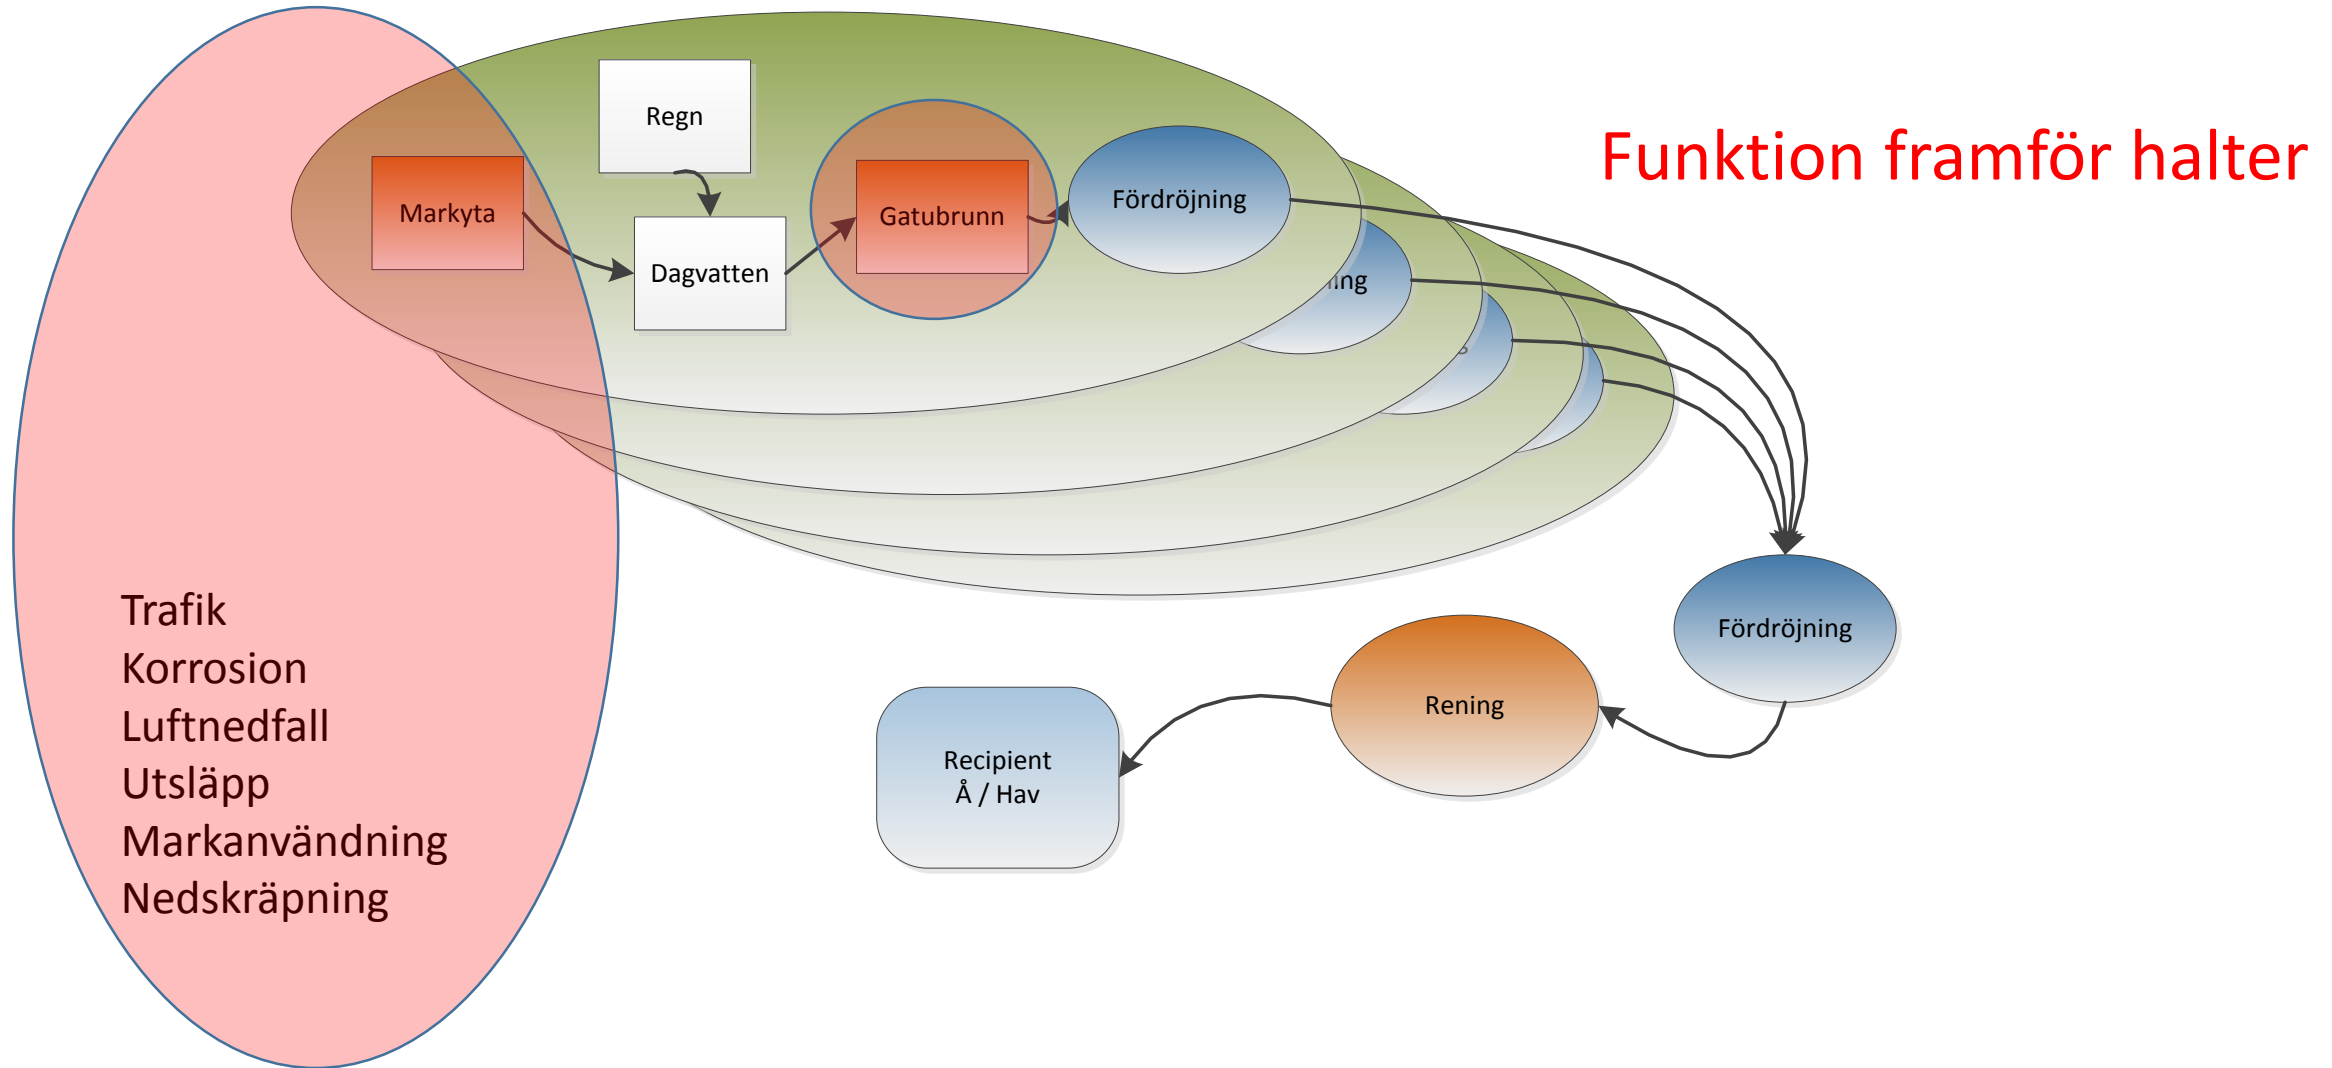 Funktion framför halter
Regn
Markyta
Gatubrunn
Fördröjning
Dagvatten
Trafik
Korrosion
Luftnedfall
Utsläpp
Markanvändning
Nedskräpning
Fördröjning
Rening
Recipient
Å / Hav